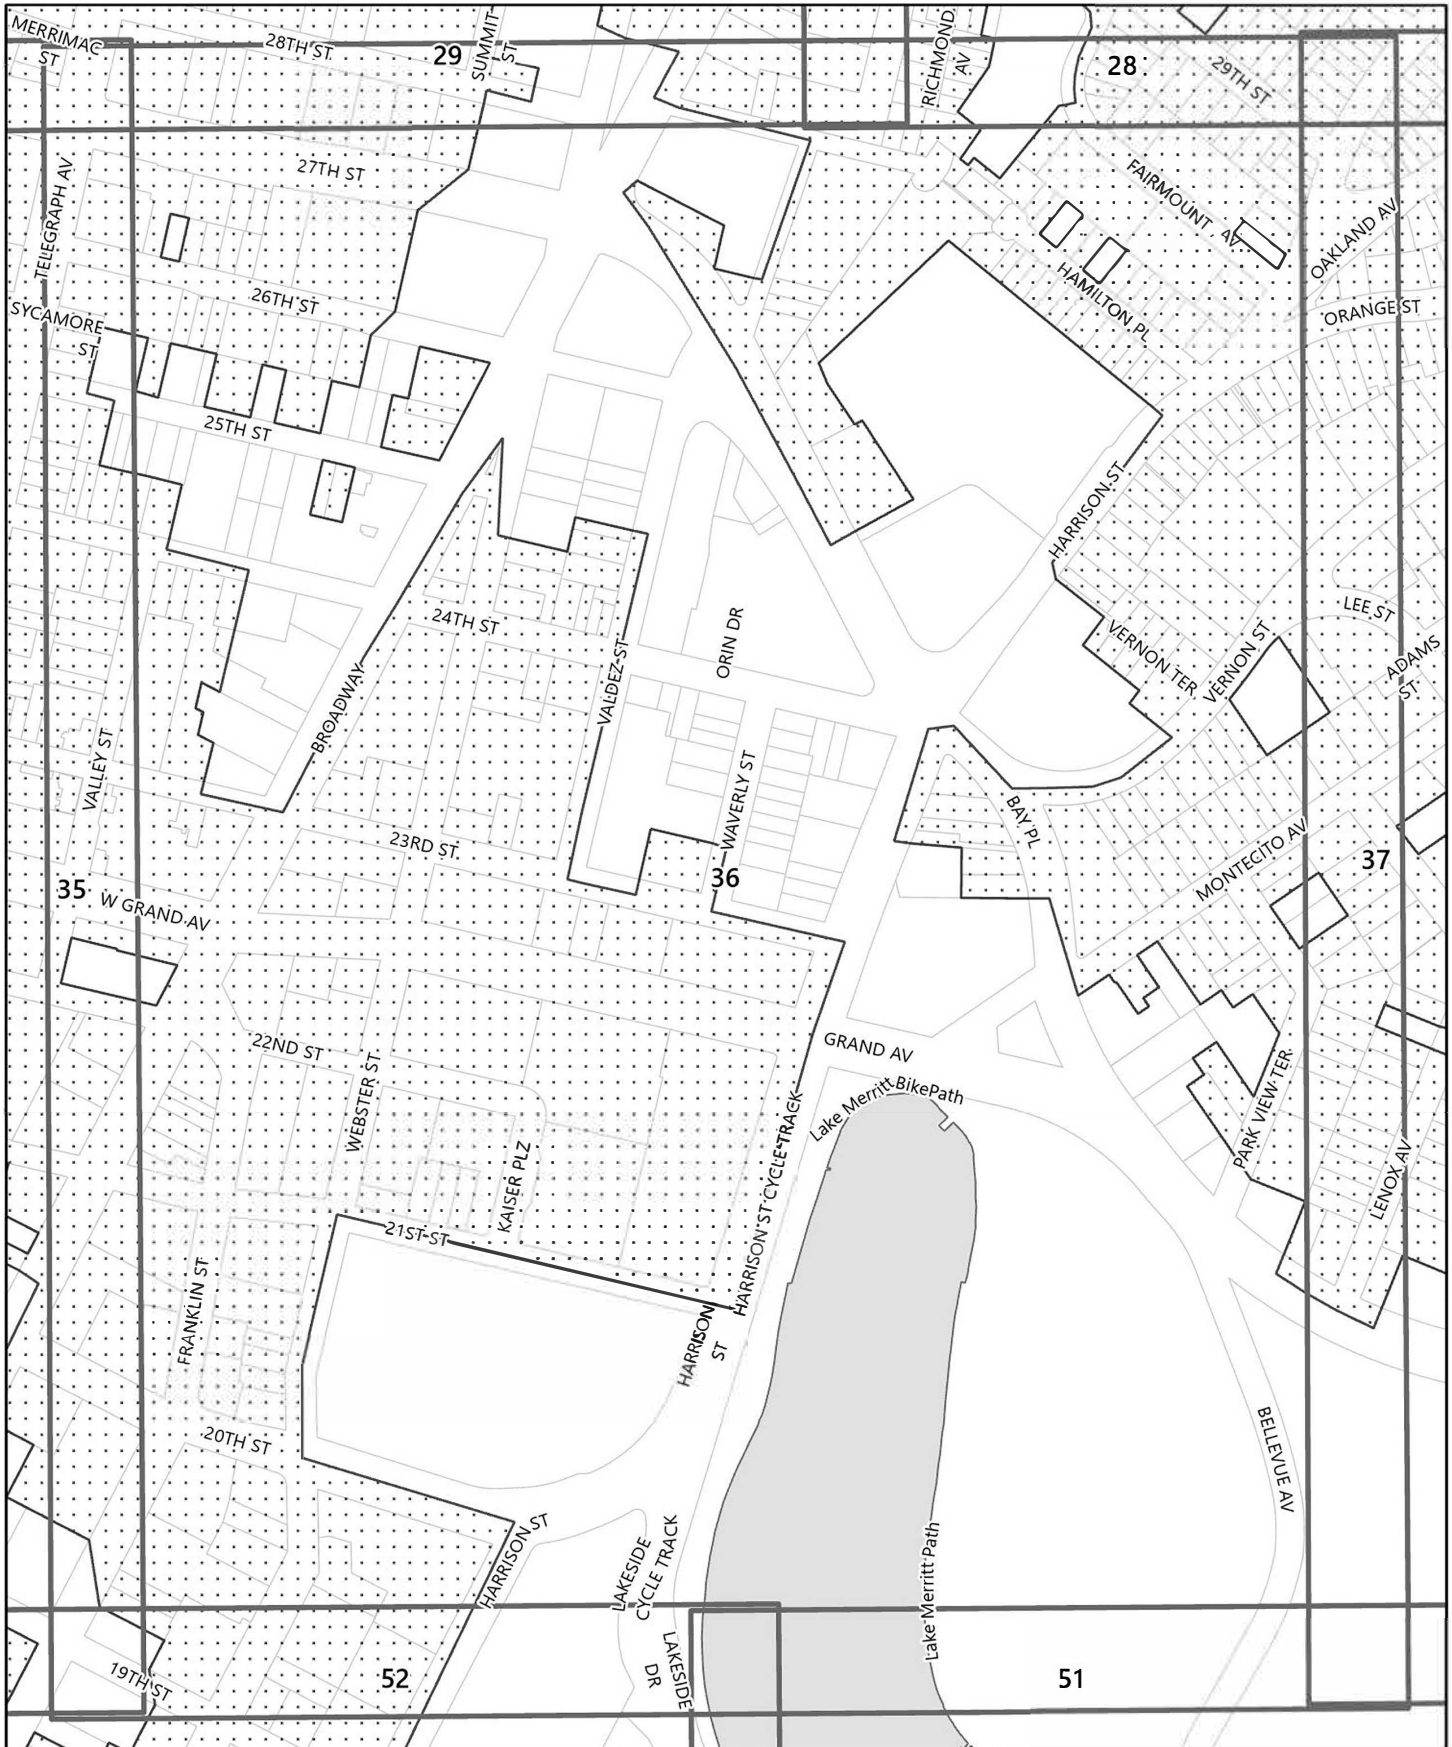 MERRIMAC
ST
28TH ST.
29
SUMMIT
ST
RICHMOND
AV
28
29TH ST
TELEGRAPH AV
27TH ST
FAIRMOUNT AV
OAKLAND AV
HAMILTON PL
26TH ST
SYCAMORE
ST
ORANGE ST
25TH ST
HARRISON ST
24TH ST
LEE ST
ORIN DR
VERNON TER
VERNON ST
ADAMS
ST
VALDEZ ST
BROADWAY
VALLEY ST
WAVERLY ST
BAY PL
23RD ST.
MONTECITO AV
36
37
35
W GRAND AV
22ND ST
GRAND AV
Lake Merritt BikePath
WEBSTER ST
PARK VIEW TER
KAISER PLZ
HARRISON ST CYCLE TRACK
LENOX AV
21ST ST
FRANKLIN ST
HARRISON
ST
20TH ST
BELLEVUE AV
HARRISON ST
LAKESIDE
CYCLE TRACK
Lake Merritt Path
LAKESIDE
DR
19TH ST
52
51